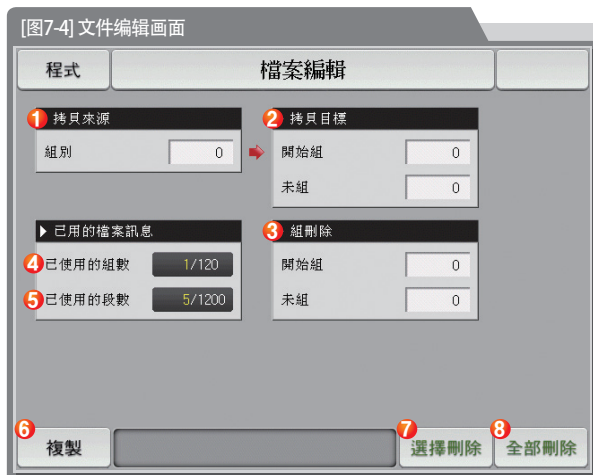 [图7-4] 文件编辑画面
程式
檔案編輯
1 拷貝來源
2 拷貝目標
組別 0
開始組 0
未組 0
▶ 已用的檔案訊息
3 組刪除
4 已使用的組數 1/120
開始組 0
5 已使用的段數 5/1200
未組 0
6 複製
7 選擇刪除
8 全部刪除